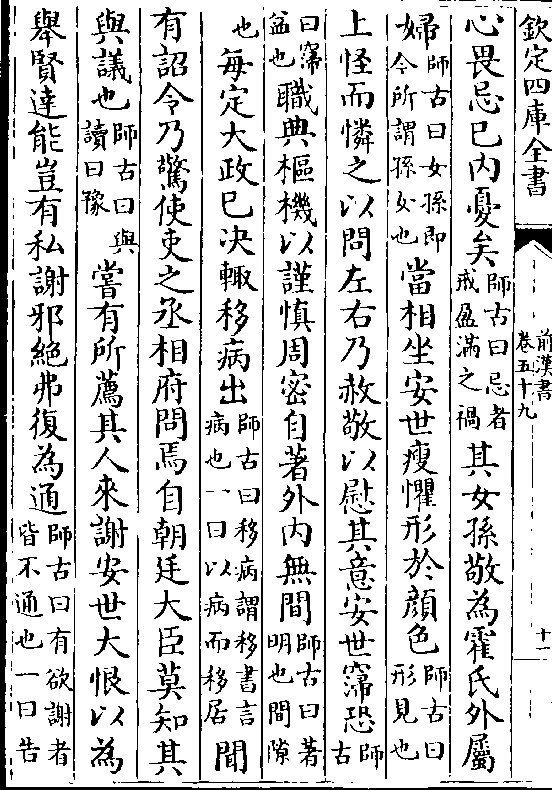 欽定四庫全書
前漢書
卷五十九
十一
心畏忌已内憂矣師古曰忌者戒盈滿之禍其女孫敬為霍氏外屬
婦師古曰女孫即今所謂孫女也當相坐安世瘦懼形於顔色師古曰形見也
上怪而憐之以問左右乃赦敬以慰其意安世寖恐師古
曰寖益也職典樞機以謹慎周密自著外内無間師古曰著明也間隙
也每定大政已決輙移病出師古曰移病謂移書言病也一曰以病而移居聞
有詔令乃驚使吏之丞相府問焉自朝廷大臣莫知其
與議也師古曰與讀曰豫嘗有所薦其人來謝安世大恨以為
舉賢達能豈有私謝邪絶弗復為通師古曰有欲謝者皆不通也一曰告